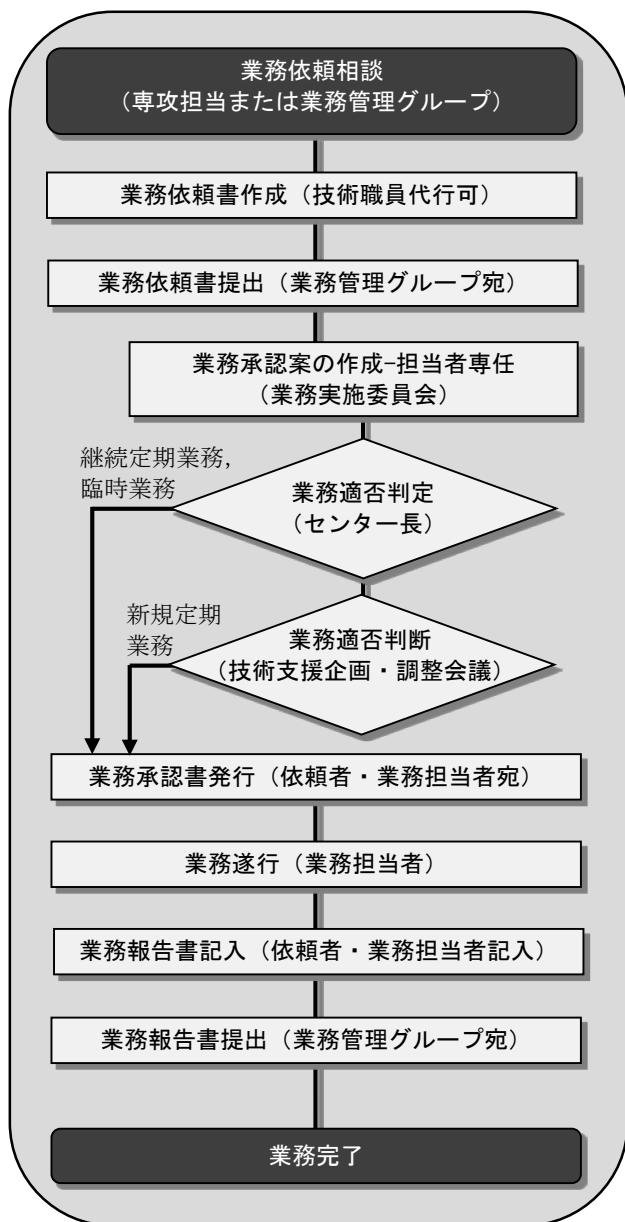 業務依頼相談
（専攻担当または業務管理グループ）
業務依頼書作成（技術職員代行可）
業務依頼書提出（業務管理グループ宛）
業務承認案の作成-担当者専任
（業務実施委員会）
継続定期業務，
臨時業務
業務適否判定
（センター長）
新規定期
業務
業務適否判断
（技術支援企画・調整会議）
業務承認書発行（依頼者・業務担当者宛）
業務遂行（業務担当者）
業務報告書記入（依頼者・業務担当者記入）
業務報告書提出（業務管理グループ宛）
業務完了